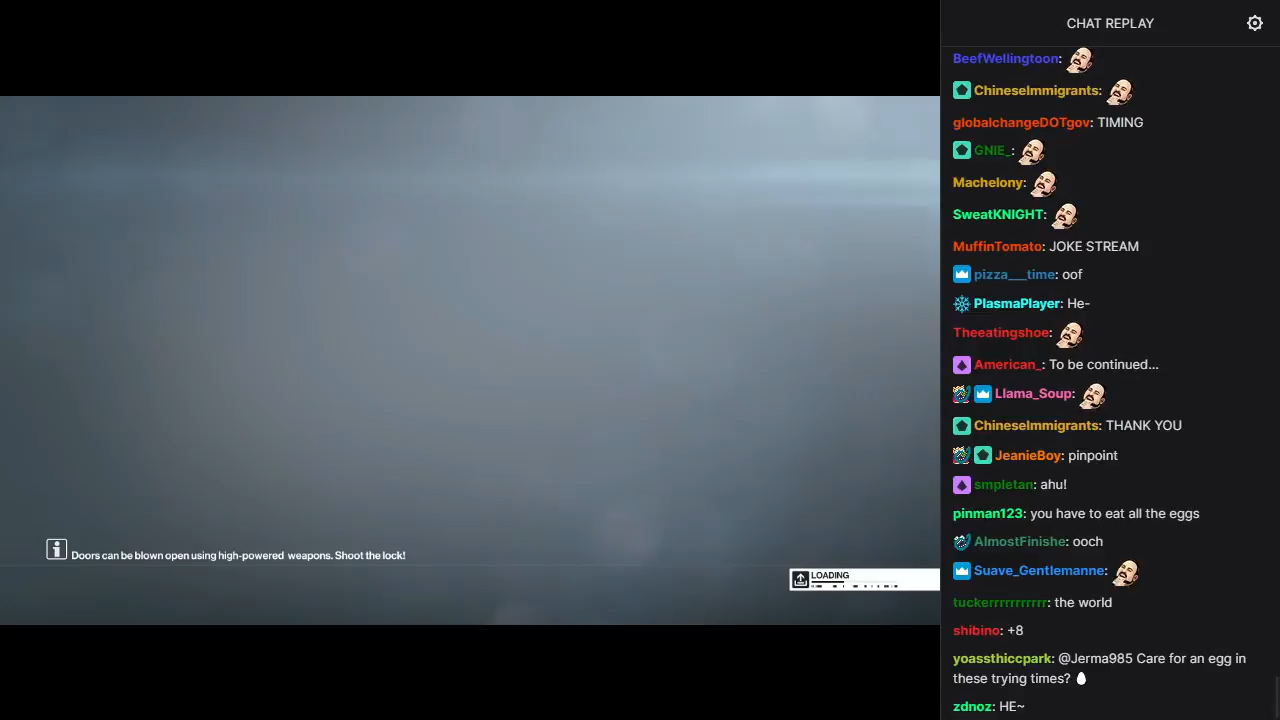 CHAT REPLAY
BeefWellingtoon:
ChineseImmigrants:
globalchangeDOTgov: TIMING
GNIE_:
Machelony:
SweatKNIGHT:
MuffinTomato: JOKE STREAM
pizza___time: oof
PlasmaPlayer: He-
Theeatingshoe:
American_: To be continued...
Llama_Soup:
ChineseImmigrants: THANK YOU
JeanieBoy: pinpoint
smpletan: ahu!
pinman123: you have to eat all the eggs
AlmostFinishe: ooch
Suave_Gentlemanne:
tuckerrrrrrrrrrr: the world
shibino: +8
yoassthiccpark: @Jerma985 Care for an egg in
these trying times?
zdnoz: HE~
Doors can be blown open using high-powered weapons. Shoot the lock!
LOADING